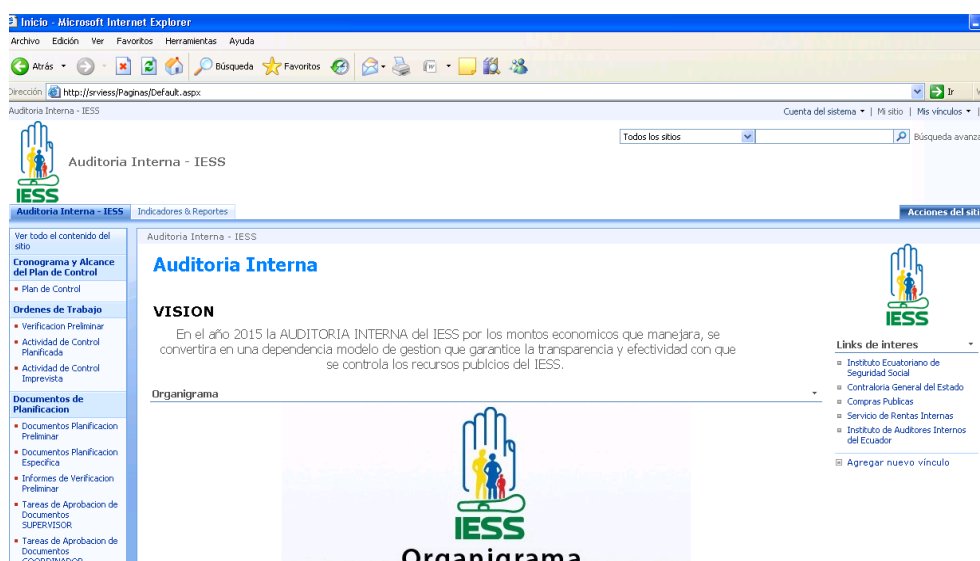 Inicio - Microsoft Internet Explorer
Archivo Edición Ver Favoritos Herramientas Ayuda
Atrás Búsqueda Favoritos
Dirección http://srviess/Paginas/Default.aspx Ir
Auditoria Interna - IESS Cuenta del sistema | Mi sitio | Mis vínculos |
Todos los sitios Búsqueda avanza
Auditoria Interna - IESS
IESS
Auditoria Interna - IESS Indicadores & Reportes Acciones del siti
Ver todo el contenido del
sitio
Cronograma y Alcance
del Plan de Control
Plan de Control
Ordenes de Trabajo
Verificacion Preliminar
Actividad de Control
Planificada
Actividad de Control
Imprevista
Documentos de
Planificacion
Documentos Planificacion
Preliminar
Documentos Planificacion
Especifica
Informes de Verificacion
Preliminar
Tareas de Aprobacion de
Documentos
SUPERVISOR
Tareas de Aprobacion de
Documentos
COORDINADOR
Auditoria Interna - IESS
Auditoria Interna
VISION
En el año 2015 la AUDITORIA INTERNA del IESS por los montos economicos que manejara, se
convertira en una dependencia modelo de gestion que garantice la transparencia y efectividad con que
se controla los recursos publcios del IESS.
Organigrama
IESS
Organigrama
IESS
Links de interes
Instituto Ecuatoriano de
Seguridad Social
Contraloria General del Estado
Compras Publicas
Servicio de Rentas Internas
Instituto de Auditores Internos
del Ecuador
Agregar nuevo vínculo